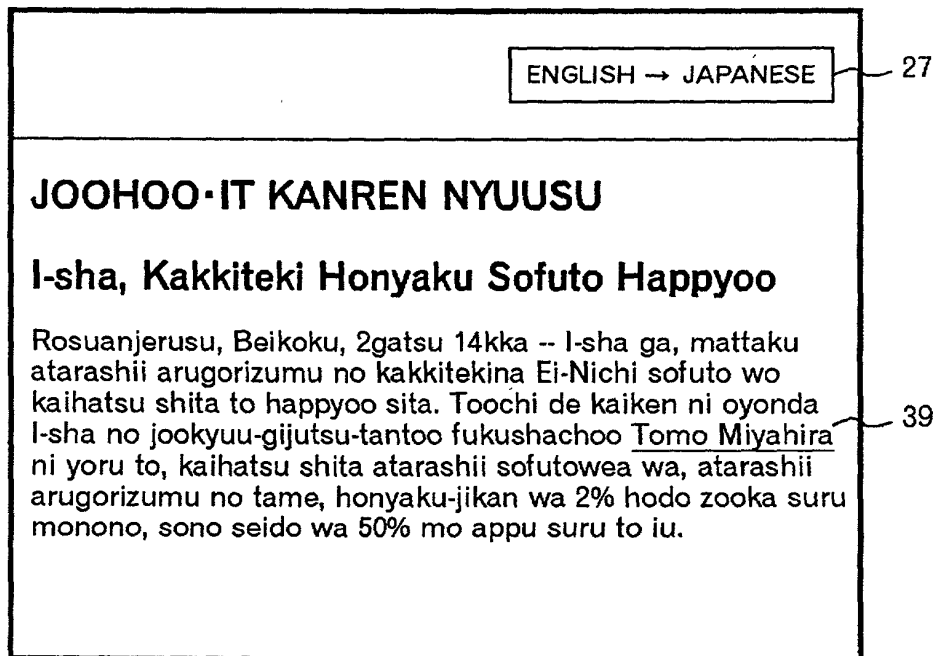 ENGLISH → JAPANESE
27
JOOHOO·IT KANREN NYUUSU
I-sha, Kakkiteki Honyaku Sofuto Happyoo
Rosuanjerusu, Beikoku, 2gatsu 14kka -- I-sha ga, mattaku
atarashii arugorizumu no kakkitekina Ei-Nichi sofuto wo
kaihatsu shita to happyoo sita. Toochi de kaiken ni oyonda
I-sha no jookyuu-gijutsu-tantoo fukushachoo Tomo Miyahira
39
ni yoru to, kaihatsu shita atarashii sofutowea wa, atarashii
arugorizumu no tame, honyaku-jikan wa 2% hodo zooka suru
monono, sono seido wa 50% mo appu suru to iu.